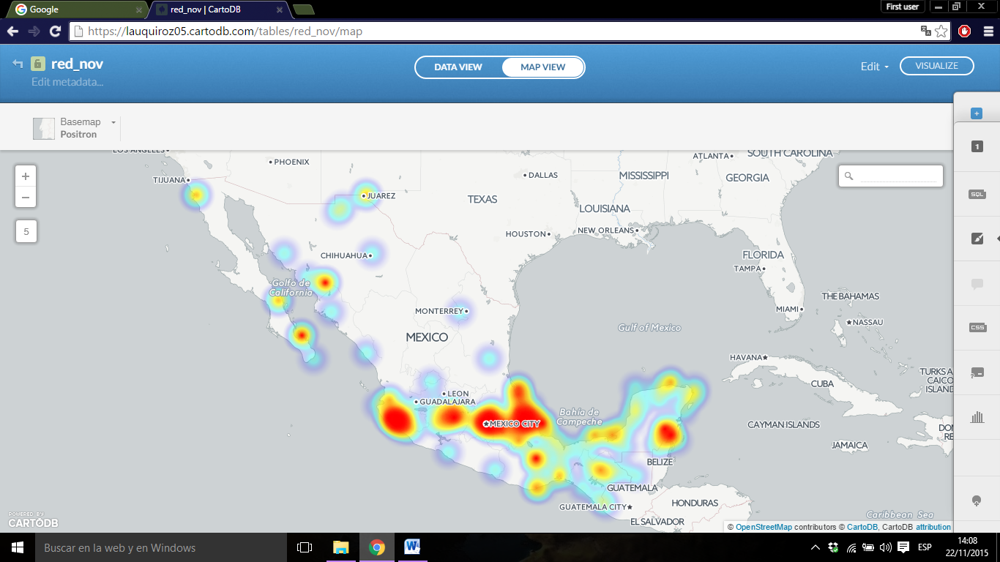 Google
red_nov | CartoDB
First user
https://lauquiroz05.cartodb.com/tables/red_nov/map
red_nov
Edit metadata...
DATA VIEW
MAP VIEW
Edit
VISUALIZE
Basemap
Positron
+
1
SQL
CSS
+
−
5
LOS ANGELES
PHOENIX
ATLANTA
SOUTH CAROLINA
TIJUANA
DALLAS
MISSISSIPPI
GEORGIA
JUAREZ
TEXAS
LOUISIANA
HOUSTON
NEW ORLEANS
CHIHUAHUA
FLORIDA
TAMPA
Golfo de
California
THE BAHAMAS
MONTERREY
MIAMI
NASSAU
Gulf of Mexico
MEXICO
HAVANA
TURKS A
CAICO
ISLAND
CUBA
LEON
GUADALAJARA
Bahía de
Campeche
MEXICO CITY
CAYMAN ISLANDS
DO
RE
JAMAICA
BELIZE
GUATEMALA
GUATEMALA CITY
HONDURAS
EL SALVADOR
Caribbean Sea
POWERED BY
CARTODB
© OpenStreetMap contributors © CartoDB, CartoDB attribution
Buscar en la web y en Windows
ESP
14:08
22/11/2015